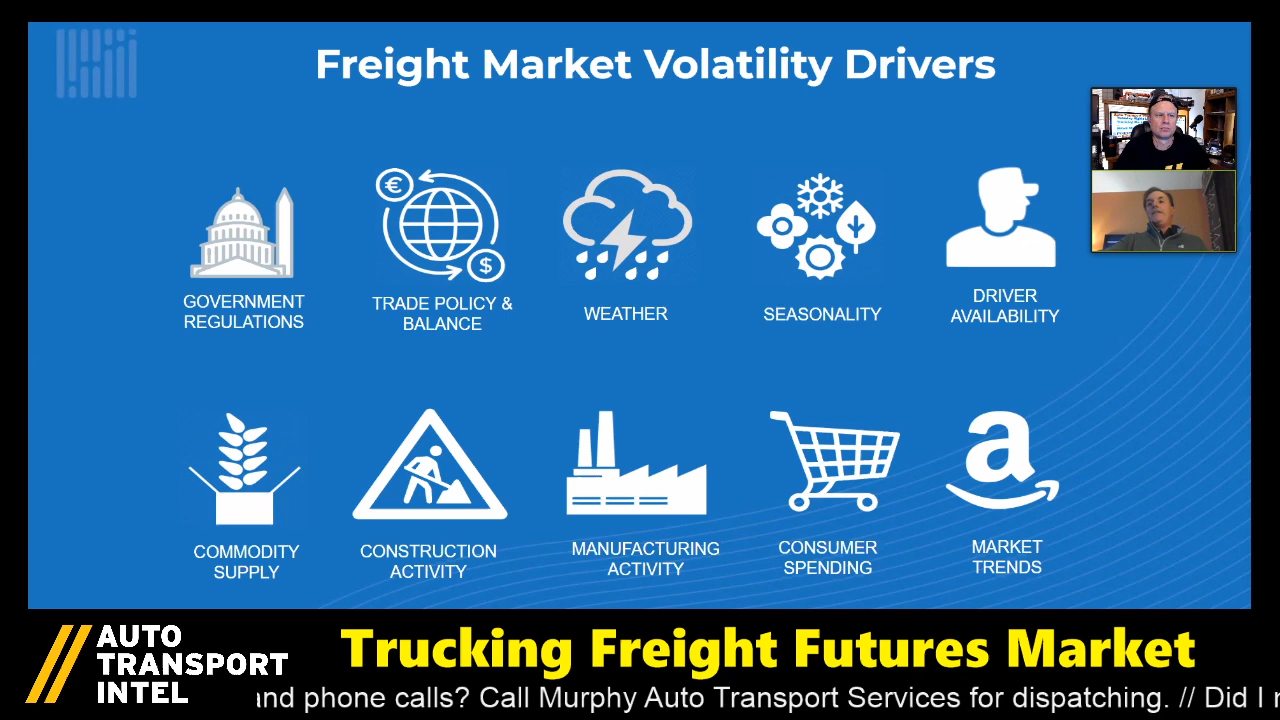 Freight Market Volatility Drivers
€
$
GOVERNMENT
REGULATIONS
TRADE POLICY &
BALANCE
WEATHER
SEASONALITY
DRIVER
AVAILABILITY
a
COMMODITY
SUPPLY
CONSTRUCTION
ACTIVITY
MANUFACTURING
ACTIVITY
CONSUMER
SPENDING
MARKET
TRENDS
AUTO
TRANSPORT
INTEL
Trucking Freight Futures Market
and phone calls? Call Murphy Auto Transport Services for dispatching. // Did I